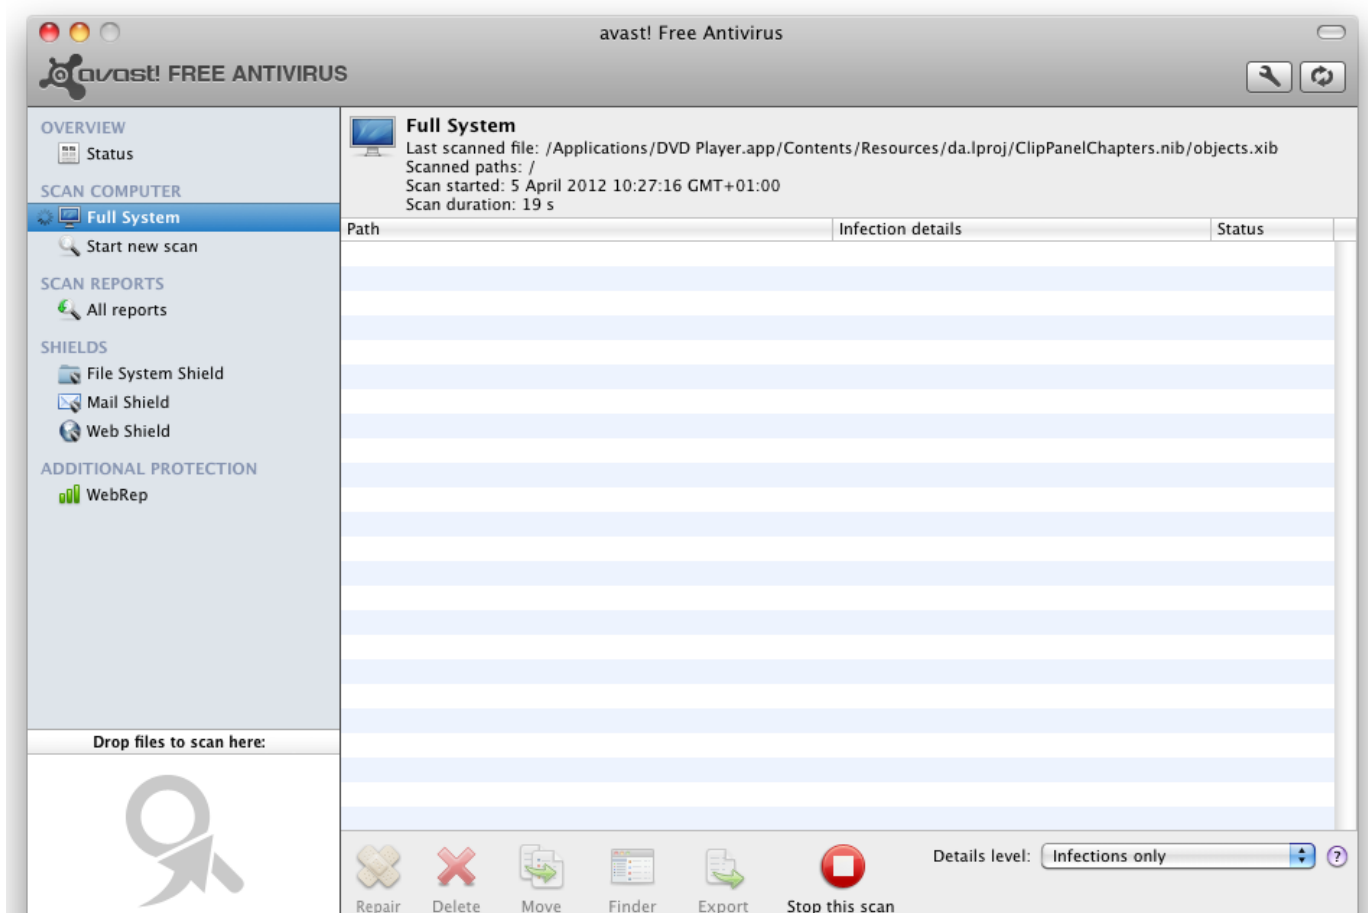 avast! Free Antivirus
avast! FREE ANTIVIRUS
OVERVIEW
Status
SCAN COMPUTER
Full System
Start new scan
SCAN REPORTS
All reports
SHIELDS
File System Shield
Mail Shield
Web Shield
ADDITIONAL PROTECTION
WebRep
Drop files to scan here:
Full System
Last scanned file: /Applications/DVD Player.app/Contents/Resources/da.lproj/ClipPanelChapters.nib/objects.xib
Scanned paths: /
Scan started: 5 April 2012 10:27:16 GMT+01:00
Scan duration: 19 s
Path Infection details Status
Details level: Infections only ?
Repair Delete Move Finder Export Stop this scan